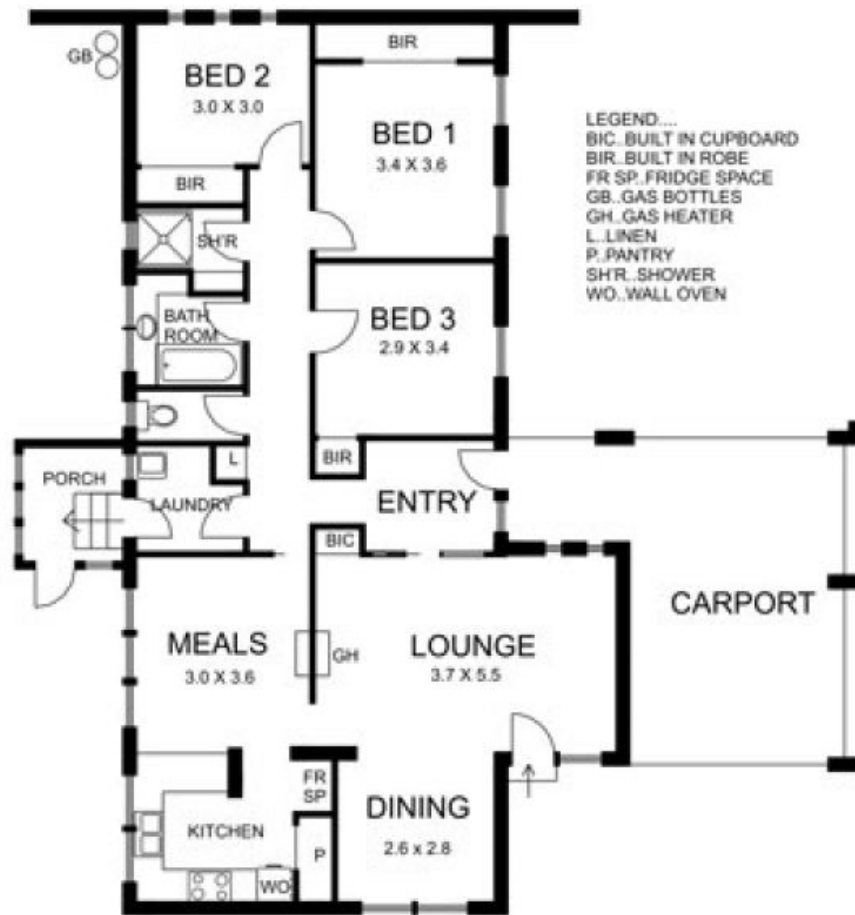 GB
BED 2
3.0 X 3.0
BIR
BIR
BED 1
3.4 X 3.6
LEGEND....
BIC..BUILT IN CUPBOARD
BIR..BUILT IN ROBE
FR SP..FRIDGE SPACE
GB..GAS BOTTLES
GH..GAS HEATER
L..LINEN
P..PANTRY
SH'R..SHOWER
WO..WALL OVEN
SH'R
BATH
ROOM
BED 3
2.9 X 3.4
L
BIR
PORCH
LAUNDRY
ENTRY
BIC
MEALS
3.0 X 3.6
GH
LOUNGE
3.7 X 5.5
CARPORT
FR
SP
KITCHEN
P
WO
DINING
2.6 x 2.8